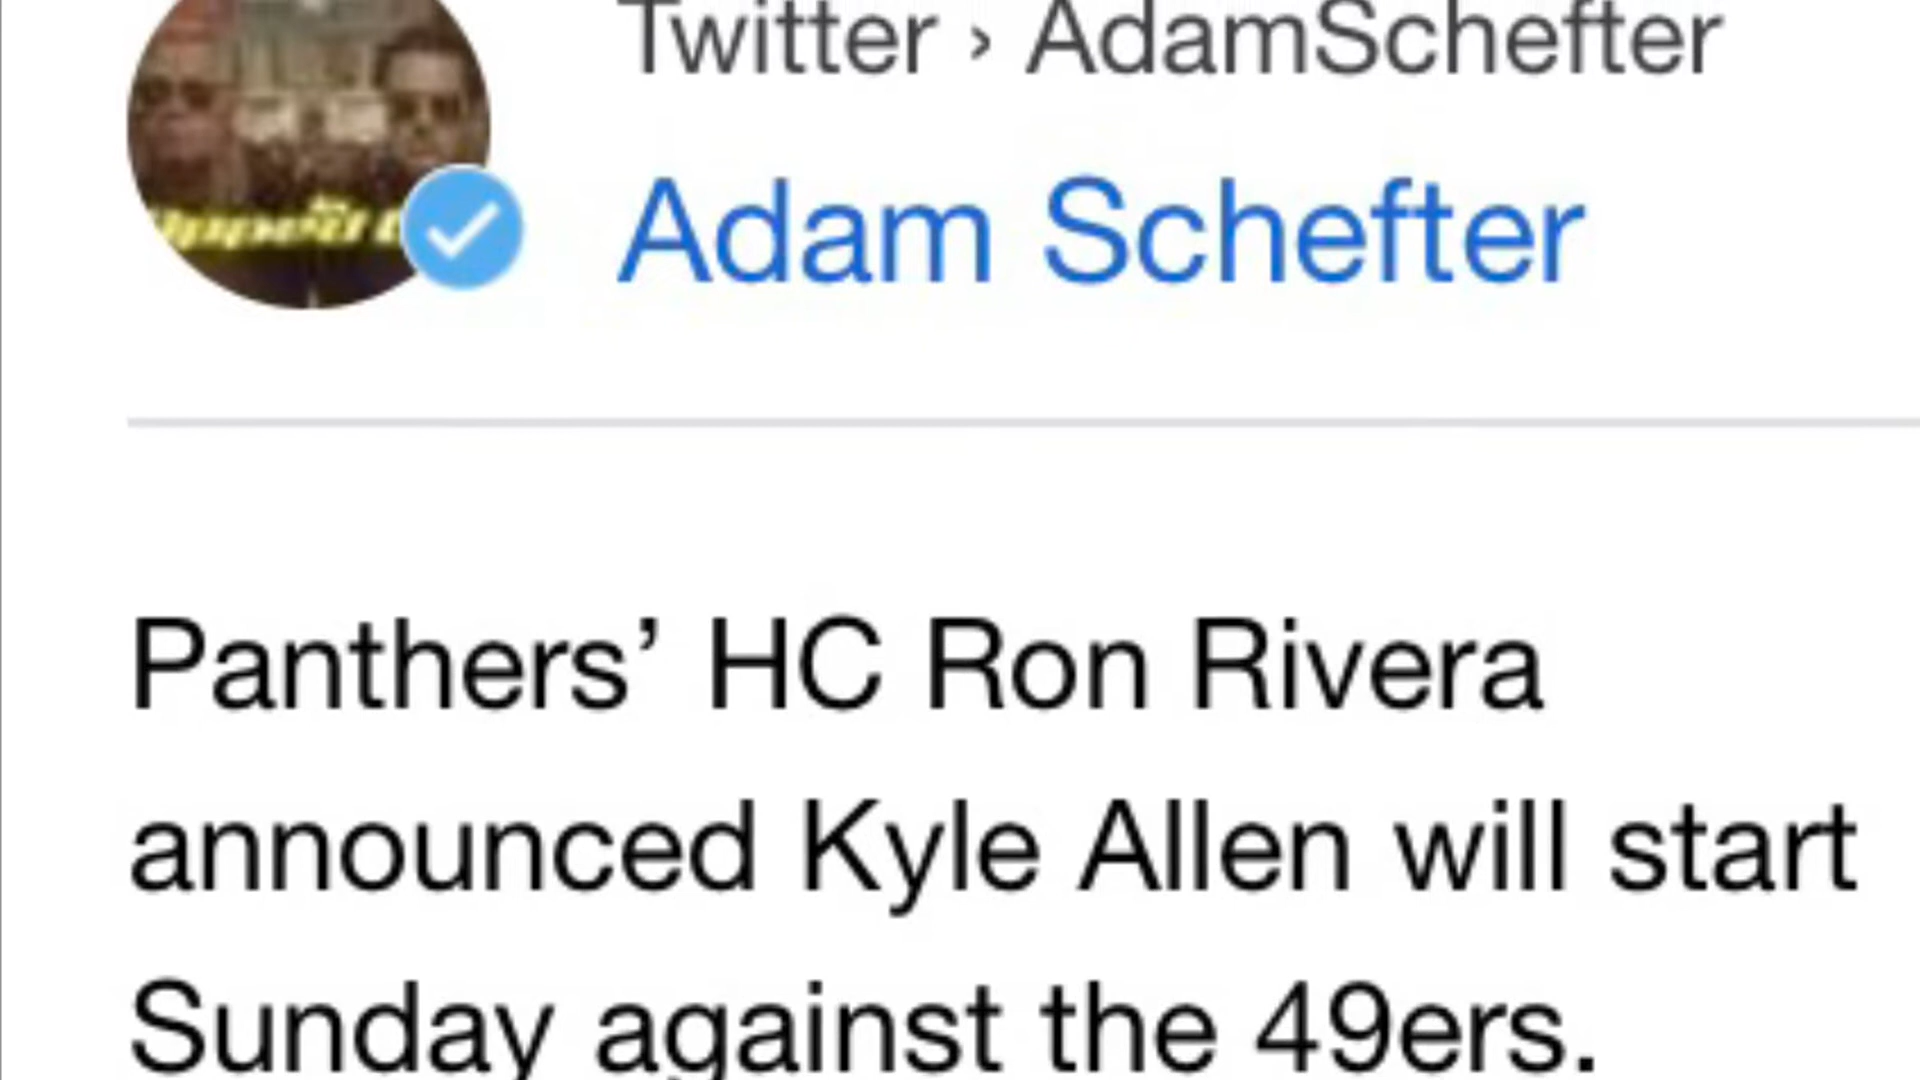 Twitter › AdamSchefter
Adam Schefter
Panthers’ HC Ron Rivera
announced Kyle Allen will start
Sunday against the 49ers.